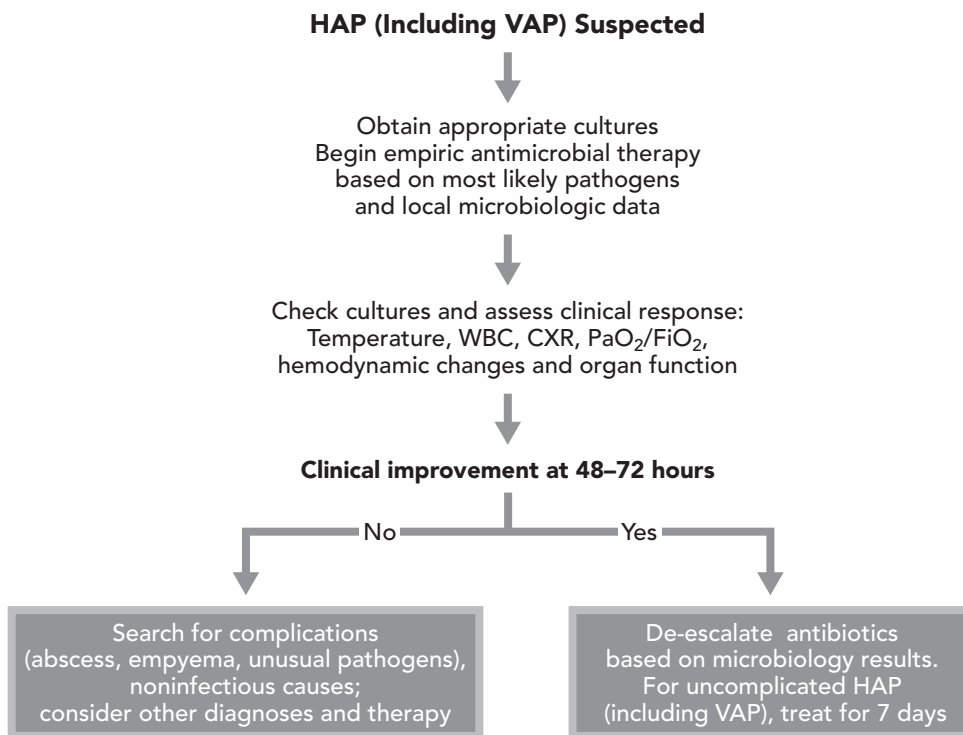 HAP (Including VAP) Suspected
Obtain appropriate cultures
Begin empiric antimicrobial therapy
based on most likely pathogens
and local microbiologic data
Check cultures and assess clinical response:
Temperature, WBC, CXR, PaO₂/FiO₂,
hemodynamic changes and organ function
Clinical improvement at 48–72 hours
No
Yes
Search for complications
(abscess, empyema, unusual pathogens),
noninfectious causes;
consider other diagnoses and therapy
De-escalate antibiotics
based on microbiology results.
For uncomplicated HAP
(including VAP), treat for 7 days